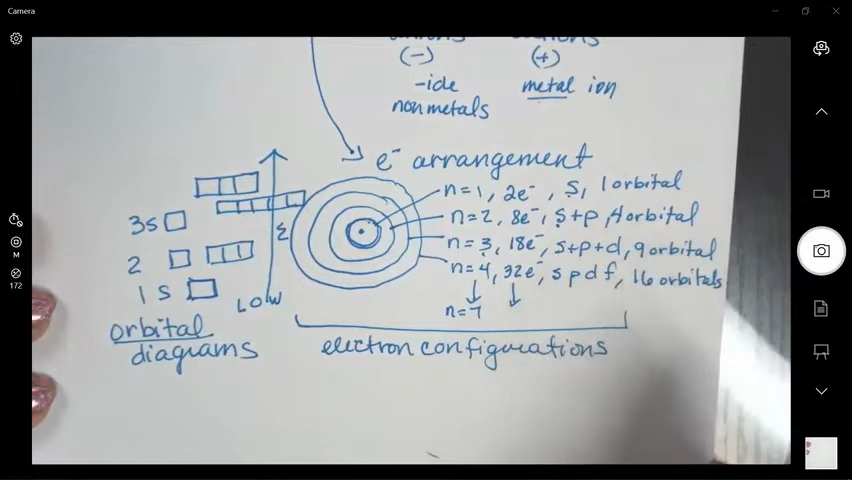 Camera
(-)
(+)
-ide
metal ion
nonmetals
e⁻ arrangement
n=1, 2e⁻, s, 1 orbital
n=2, 8e⁻, s+p, 4 orbital
n=3, 18e⁻, s+p+d, 9 orbital
n=4, 32e⁻, s p d f, 16 orbitals
n=7
3s
2
1s
E
LOW
orbital
diagrams
electron configurations
M
172